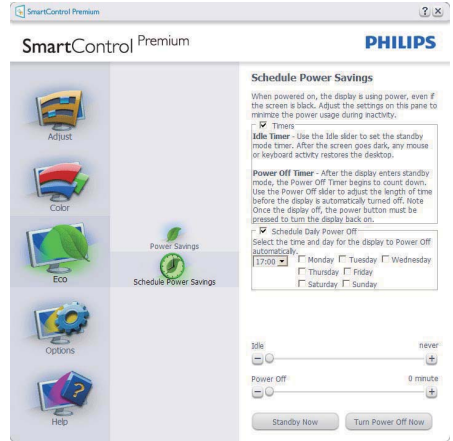 SmartControl Premium
SmartControl Premium
PHILIPS
Adjust
Color
Eco
Options
Help
Power Savings
Schedule Power Savings
Schedule Power Savings
When powered on, the display is using power, even if
the screen is black. Adjust the settings on this pane to
minimize the power usage during inactivity.
Timers
Idle Timer - Use the Idle slider to set the standby
mode timer. After the screen goes dark, any mouse
or keyboard activity restores the desktop.
Power Off Timer - After the display enters standby
mode, the Power Off Timer begins to count down.
Use the Power Off slider to adjust the length of time
before the display is automatically turned off. Note
Once the display off, the power button must be
pressed to turn the display back on.
Schedule Daily Power Off
Select the time and day for the display to Power Off
automatically.
17:00 Monday Tuesday Wednesday
Thursday Friday
Saturday Sunday
Idle never
Power Off 0 minute
Standby Now Turn Power Off Now